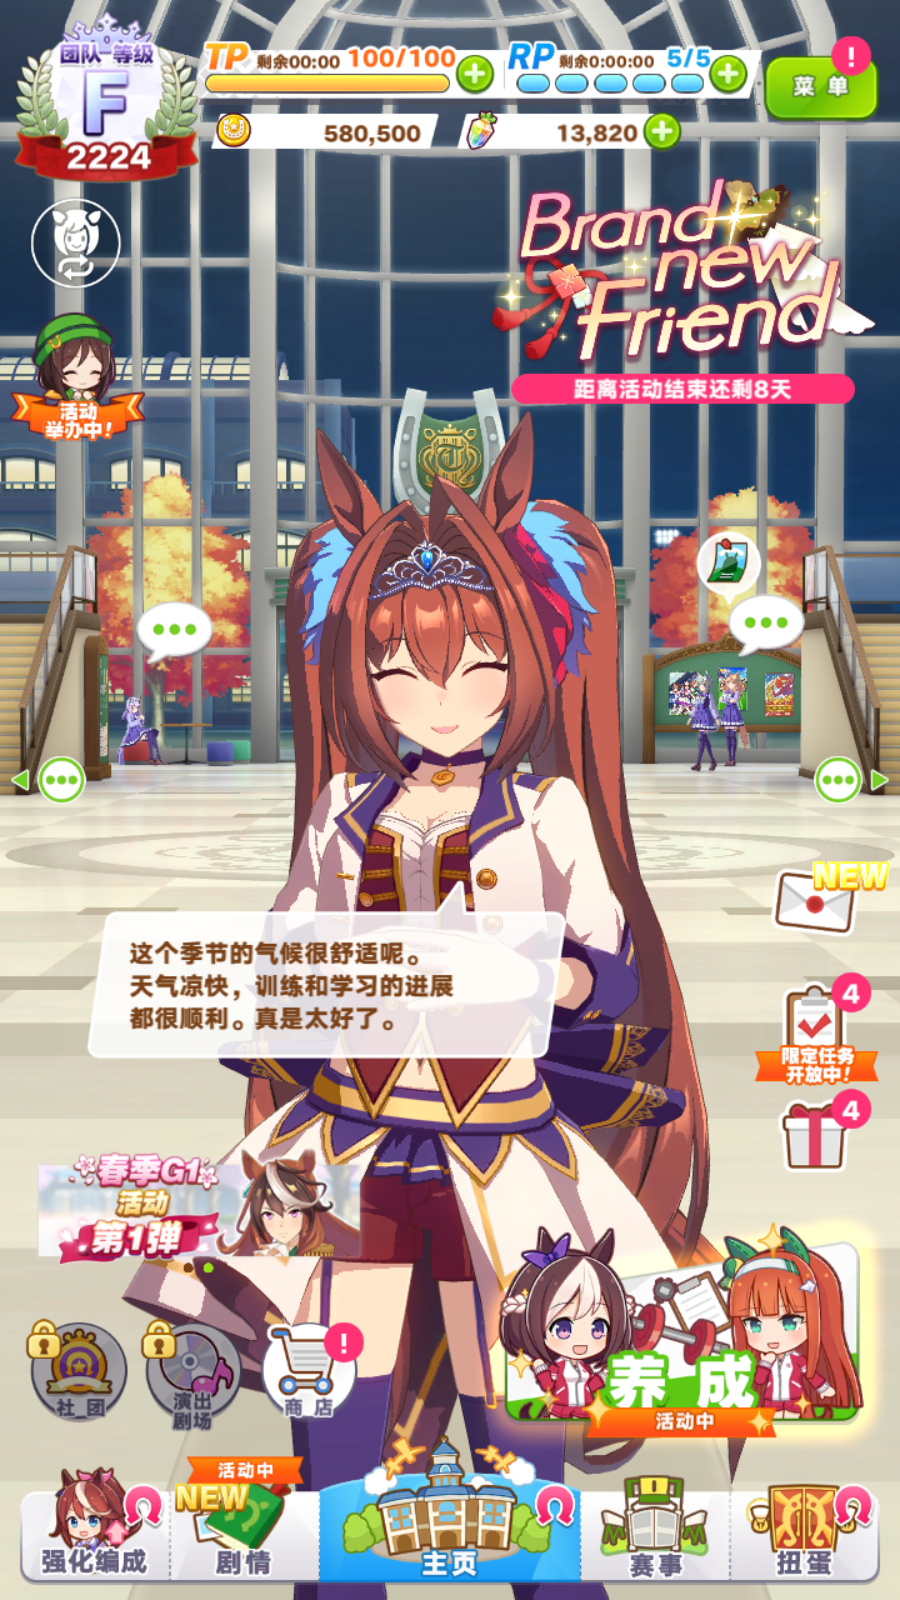 团队等级
F
2224
TP 剩余00:00 100/100
RP 剩余0:00:00 5/5
菜单
!
580,500
13,820
Brand
new
Friend
距离活动结束还剩8天
活动
举办中!
NEW
这个季节的气候很舒适呢。
天气凉快，训练和学习的进展
都很顺利。真是太好了。
4
限定任务
开放中!
4
春季G1
活动
第1弹
养成
活动中
社团
演出
剧场
商店
!
强化编成
活动中
NEW
剧情
主页
赛事
扭蛋